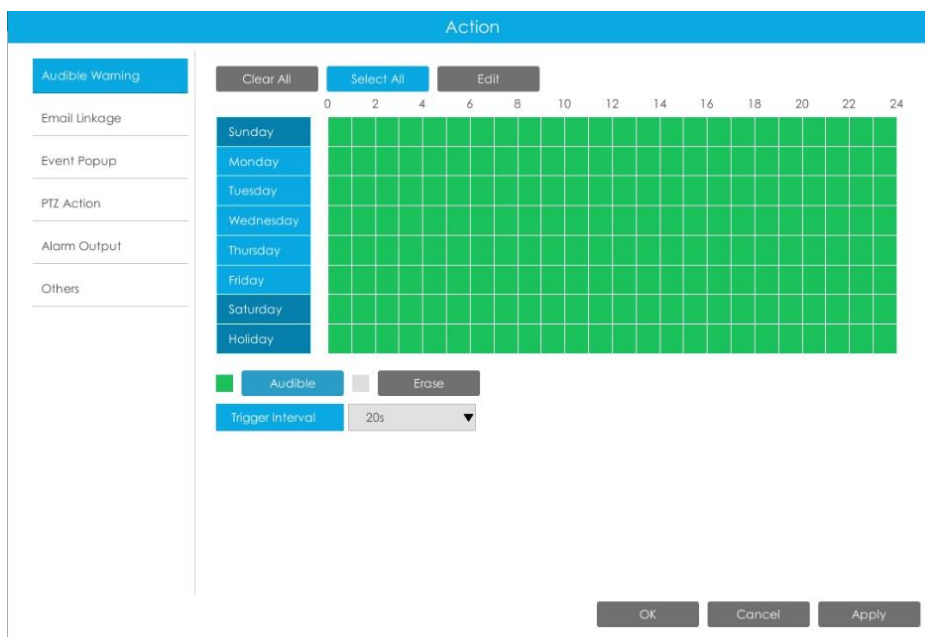 Action
Audible Warning
Email Linkage
Event Popup
PTZ Action
Alarm Output
Others
Clear All Select All Edit
0 2 4 6 8 10 12 14 16 18 20 22 24
Sunday
Monday
Tuesday
Wednesday
Thursday
Friday
Saturday
Holiday
Audible Erase
Trigger Interval 20s
OK Cancel Apply